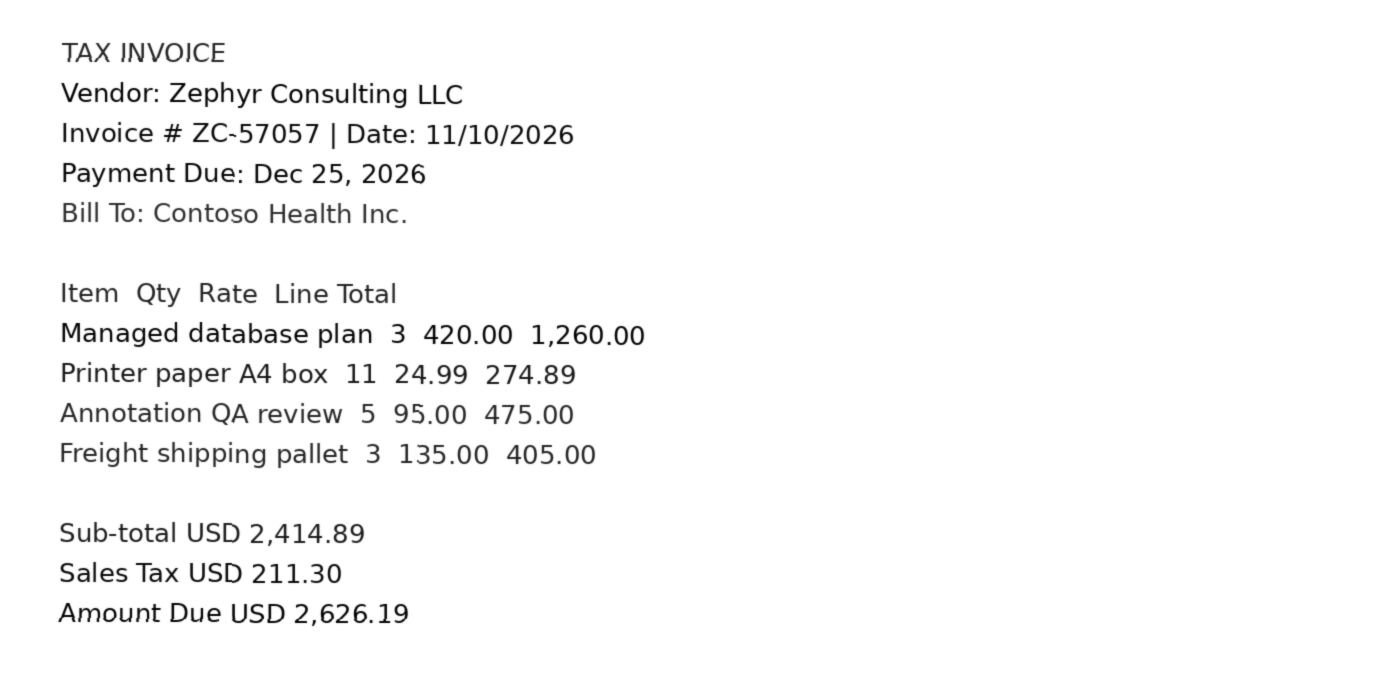 TAX INVOICE
Vendor: Zephyr Consulting LLC
Invoice # ZC-57057 | Date: 11/10/2026
Payment Due: Dec 25, 2026
Bill To: Contoso Health Inc.
Item  Qty  Rate  Line Total
Managed database plan  3  420.00  1,260.00
Printer paper A4 box  11  24.99  274.89
Annotation QA review  5  95.00  475.00
Freight shipping pallet  3  135.00  405.00
Sub-total USD 2,414.89
Sales Tax USD 211.30
Amount Due USD 2,626.19